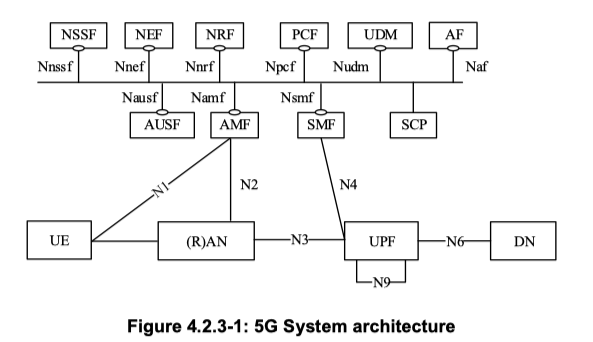 NSSF NEF NRF PCF UDM AF
Nnssf Nnef Nnrf Npcf Nudm Naf
Nausf Namf Nsmf
AUSF AMF SMF SCP
N1 N2 N4
UE (R)AN N3 UPF N6 DN
N9
Figure 4.2.3-1: 5G System architecture